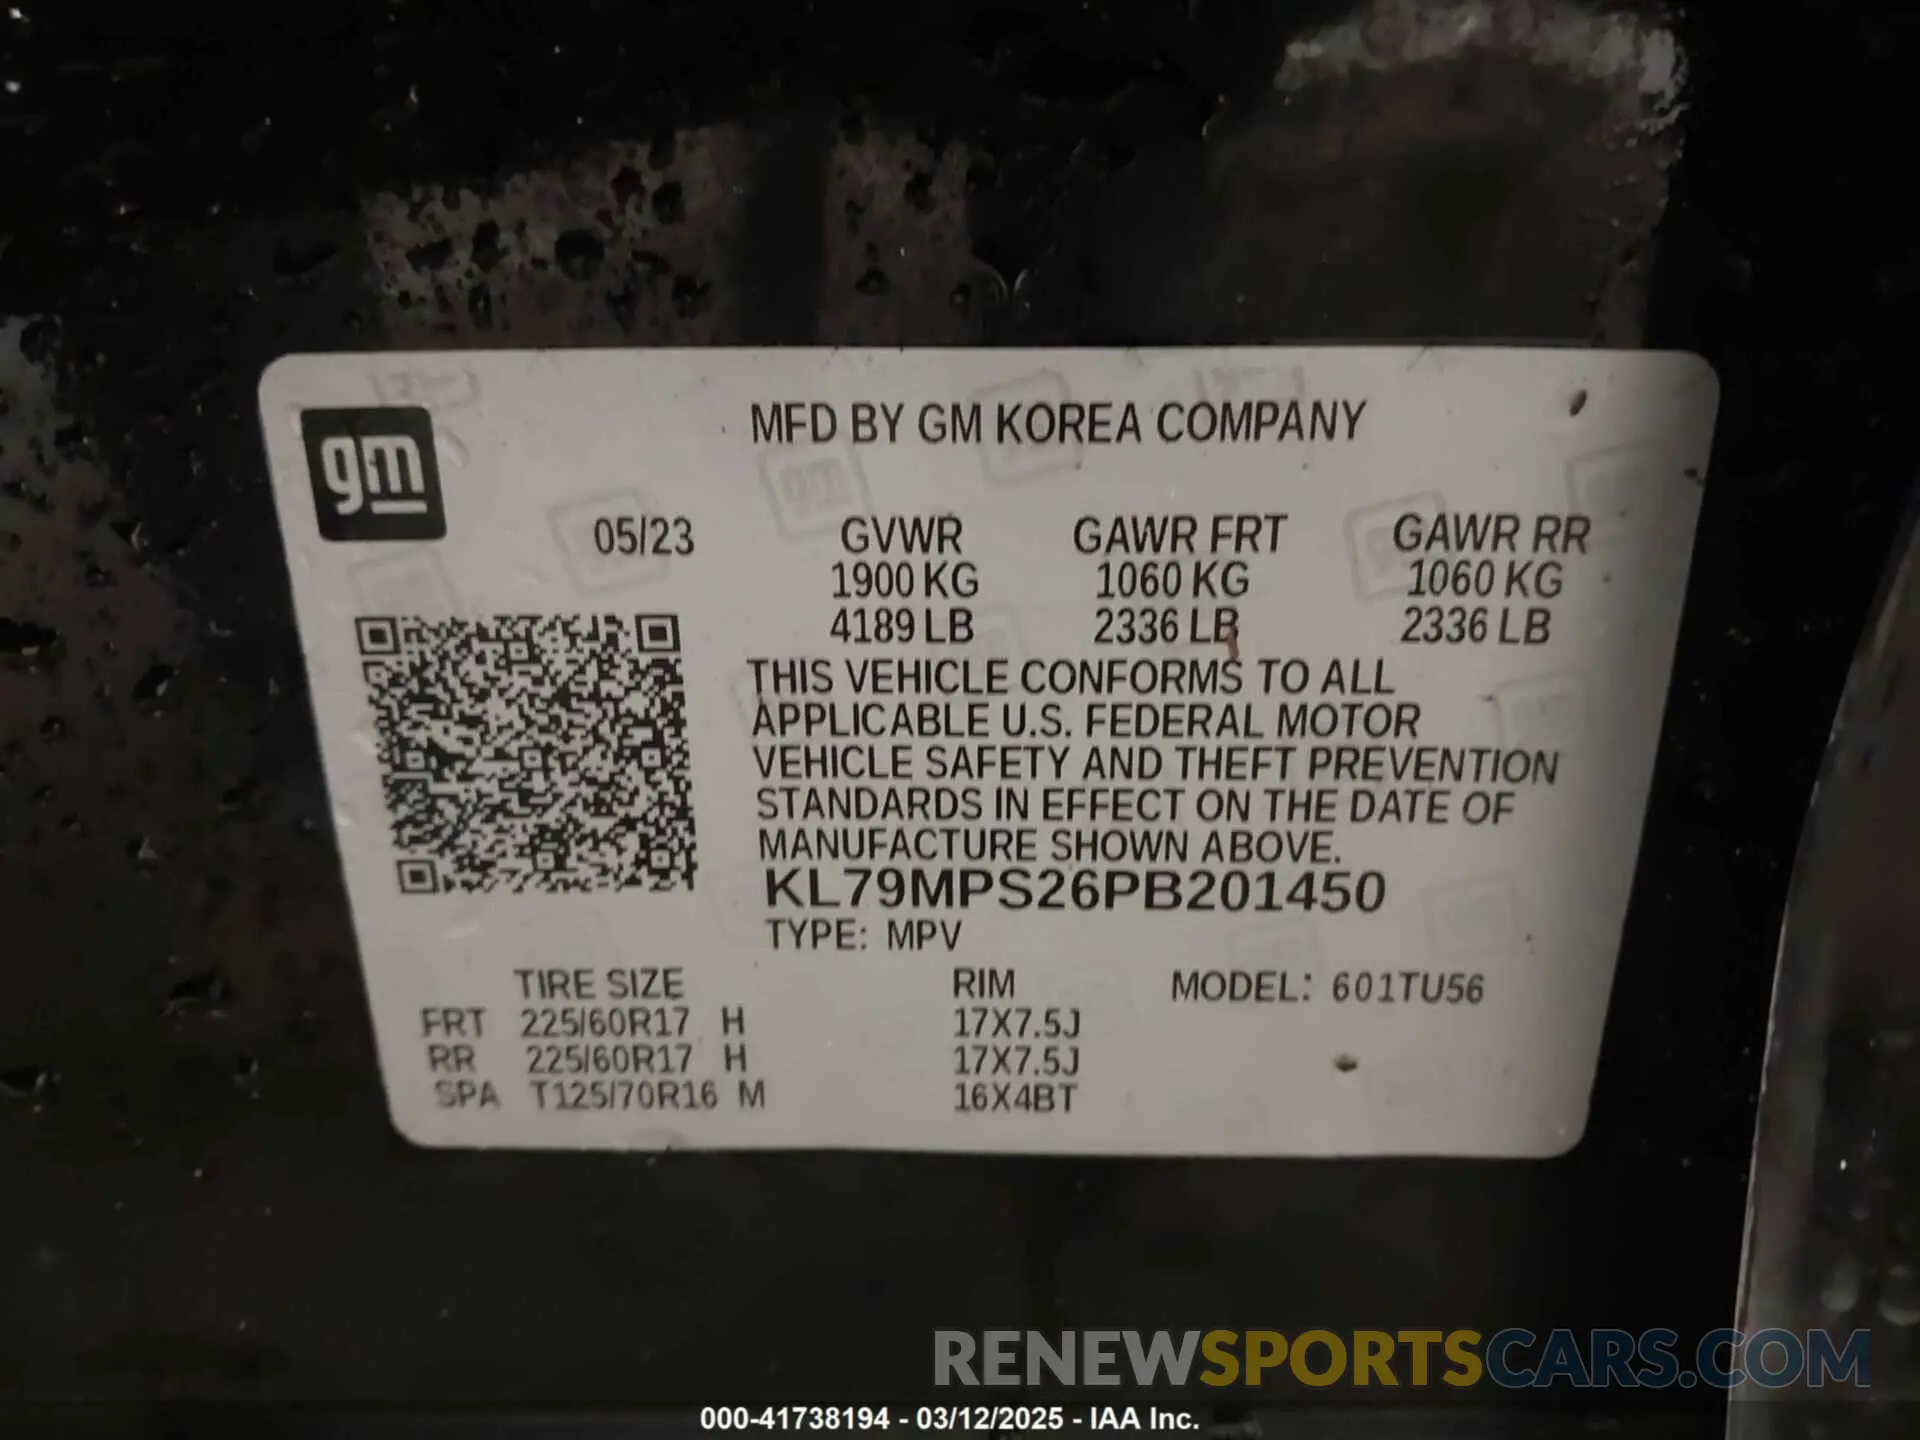 gm
MFD BY GM KOREA COMPANY
05/23 GVWR GAWR FRT GAWR RR
1900 KG 1060 KG 1060 KG
4189 LB 2336 LB 2336 LB
THIS VEHICLE CONFORMS TO ALL
APPLICABLE U.S. FEDERAL MOTOR
VEHICLE SAFETY AND THEFT PREVENTION
STANDARDS IN EFFECT ON THE DATE OF
MANUFACTURE SHOWN ABOVE.
KL79MPS26PB201450
TYPE: MPV
TIRE SIZE RIM MODEL: 601TU56
FRT 225/60R17 H 17X7.5J
RR 225/60R17 H 17X7.5J
SPA T125/70R16 M 16X4BT
RENEWSPORTSCARS.COM
000-41738194 - 03/12/2025 - IAA Inc.